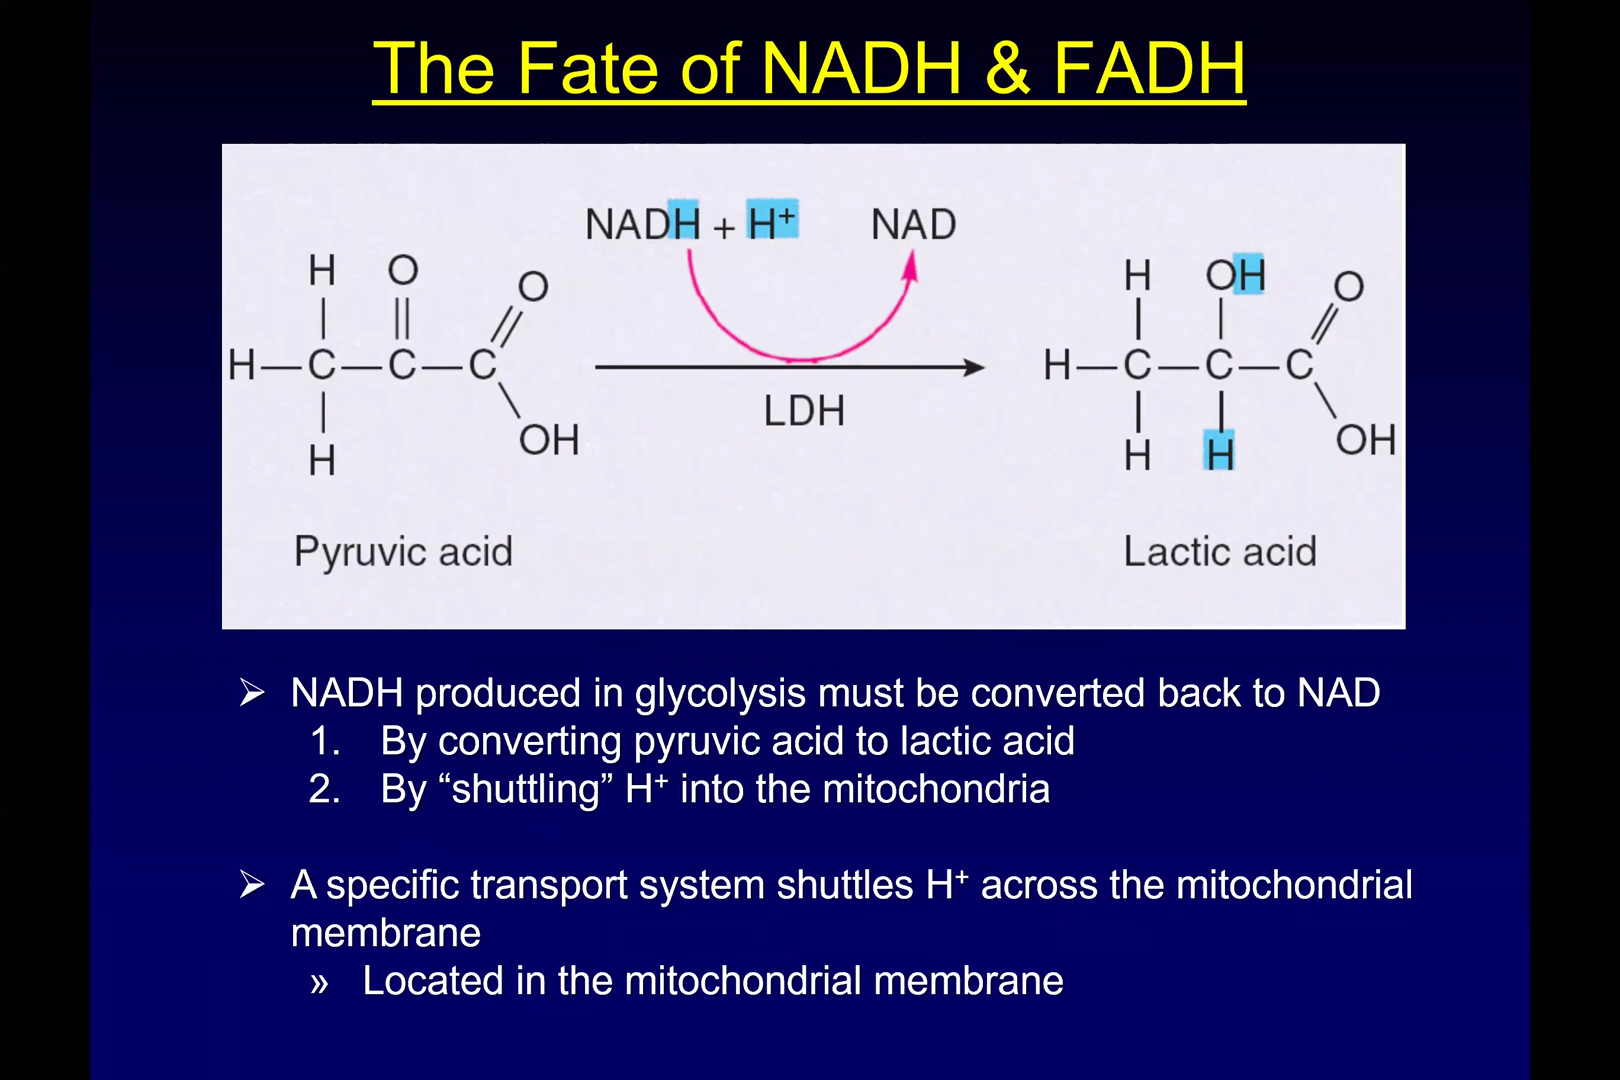 The Fate of NADH & FADH
NADH + H⁺ NAD
H O O
H—C—C—C
H OH
LDH
H OH O
H—C—C—C
H H OH
Pyruvic acid
Lactic acid
➢ NADH produced in glycolysis must be converted back to NAD
1. By converting pyruvic acid to lactic acid
2. By “shuttling” H⁺ into the mitochondria
➢ A specific transport system shuttles H⁺ across the mitochondrial
membrane
» Located in the mitochondrial membrane